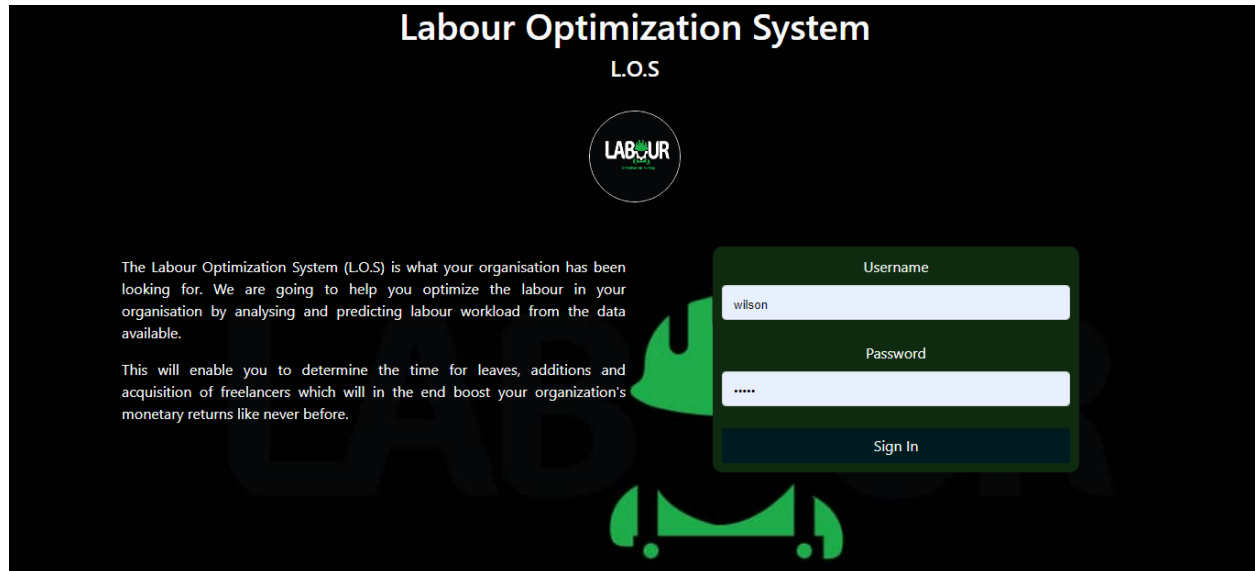 Labour Optimization System
L.O.S
LABOUR
The Labour Optimization System (L.O.S) is what your organisation has been
looking for. We are going to help you optimize the labour in your
organisation by analysing and predicting labour workload from the data
available.
This will enable you to determine the time for leaves, additions and
acquisition of freelancers which will in the end boost your organization's
monetary returns like never before.
Username
wilson
Password
•••••
Sign In
LABOUR